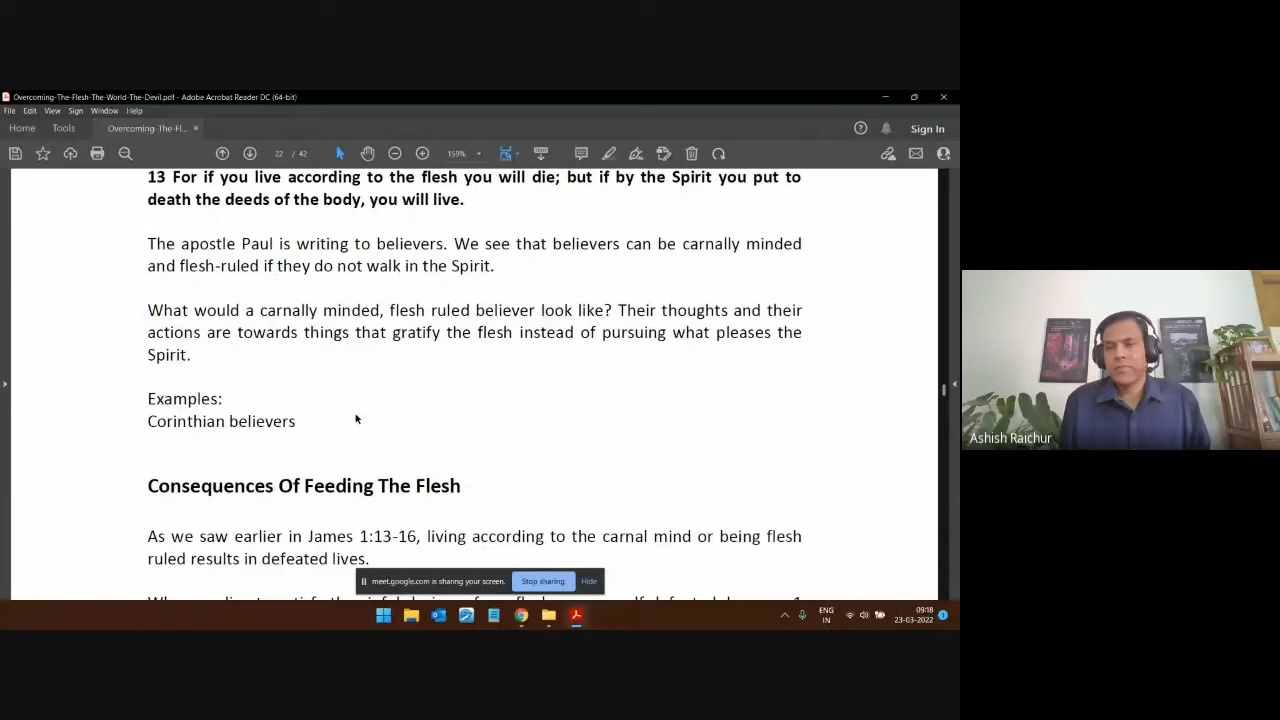 Overcoming-The-Flesh-The-World-The-Devil.pdf - Adobe Acrobat Reader DC (64-bit)
File Edit View Sign Window Help
Home Tools Overcoming-The-Fl... × Sign In
22 / 42 159%
13 For if you live according to the flesh you will die; but if by the Spirit you put to
death the deeds of the body, you will live.
The apostle Paul is writing to believers. We see that believers can be carnally minded
and flesh-ruled if they do not walk in the Spirit.
What would a carnally minded, flesh ruled believer look like? Their thoughts and their
actions are towards things that gratify the flesh instead of pursuing what pleases the
Spirit.
Examples:
Corinthian believers
Consequences Of Feeding The Flesh
As we saw earlier in James 1:13-16, living according to the carnal mind or being flesh
ruled results in defeated lives.
meet.google.com is sharing your screen. Stop sharing Hide
ENG
IN
09:18
23-03-2022
Ashish Raichur